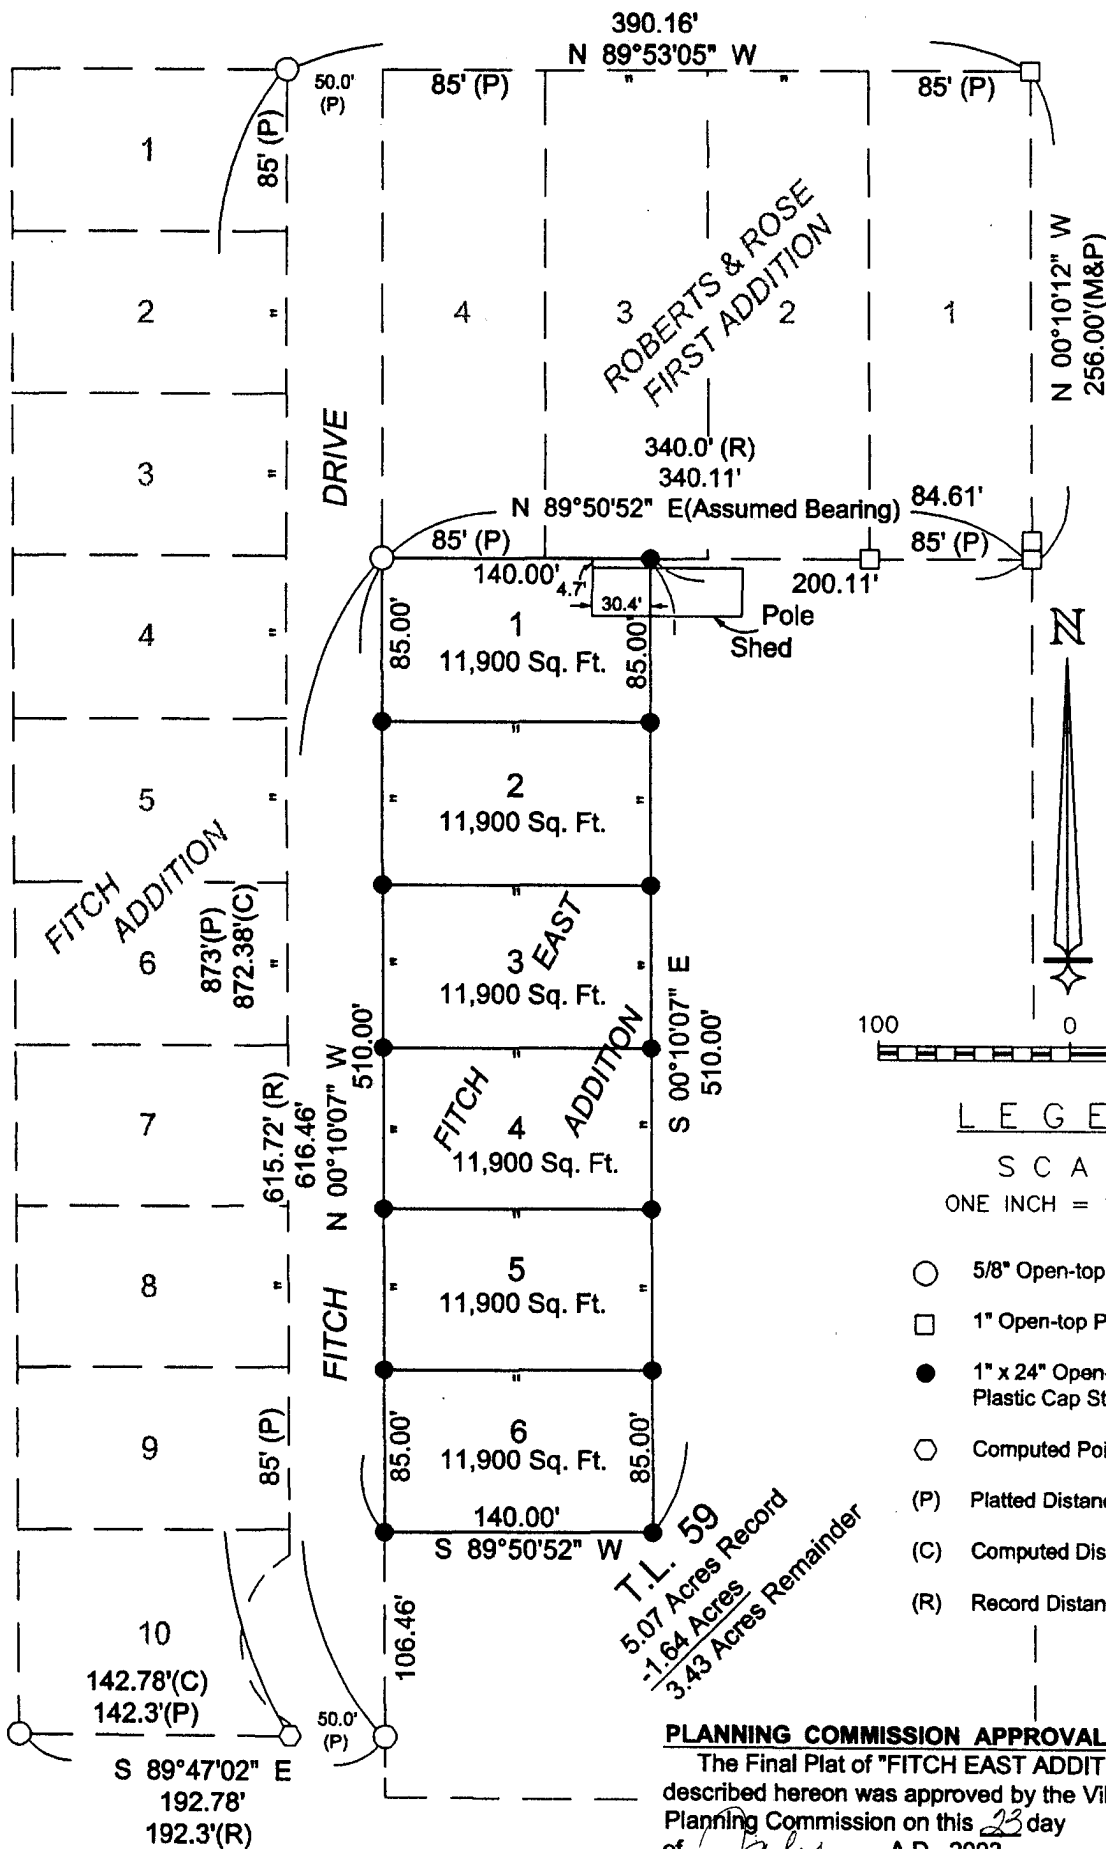 390.16'
N 89°53'05" W
50.0'
(P)
85' (P)
"
"
85' (P)
1
85' (P)
2
"
3
"
4
"
5
"
6
"
7
8
"
9
85' (P)
10
FITCH
ADDITION
873'(P)
872.38'(C)
615.72' (R)
616.46'
N 00°10'07" W
510.00'
DRIVE
FITCH
4
3
2
1
ROBERTS & ROSE
FIRST ADDITION
N 00°10'12" W
256.00'(M&P)
340.0' (R)
340.11'
N 89°50'52" E(Assumed Bearing)
84.61'
85' (P)
85' (P)
140.00'
4.7'
30.4'
200.11'
Pole
Shed
85.00'
1
11,900 Sq. Ft.
85.00'
"
"
2
11,900 Sq. Ft.
"
"
"
3
11,900 Sq. Ft.
"
"
"
4
11,900 Sq. Ft.
"
"
"
5
11,900 Sq. Ft.
"
"
85.00'
6
11,900 Sq. Ft.
85.00'
FITCH
EAST
ADDITION
S 00°10'07" E
510.00'
140.00'
S 89°50'52" W
106.46'
T.L. 59
5.07 Acres Record
-1.64 Acres
3.43 Acres Remainder
142.78'(C)
142.3'(P)
50.0'
(P)
S 89°47'02" E
192.78'
192.3'(R)
N
100
0
L E G E
S C A
ONE INCH =
5/8" Open-top
1" Open-top P
1" x 24" Open-
Plastic Cap St
Computed Poi
(P) Platted Distan
(C) Computed Dis
(R) Record Distan
PLANNING COMMISSION APPROVAL
The Final Plat of "FITCH EAST ADDIT
described hereon was approved by the Vil
Planning Commission on this 23 day
of A.D., 2002